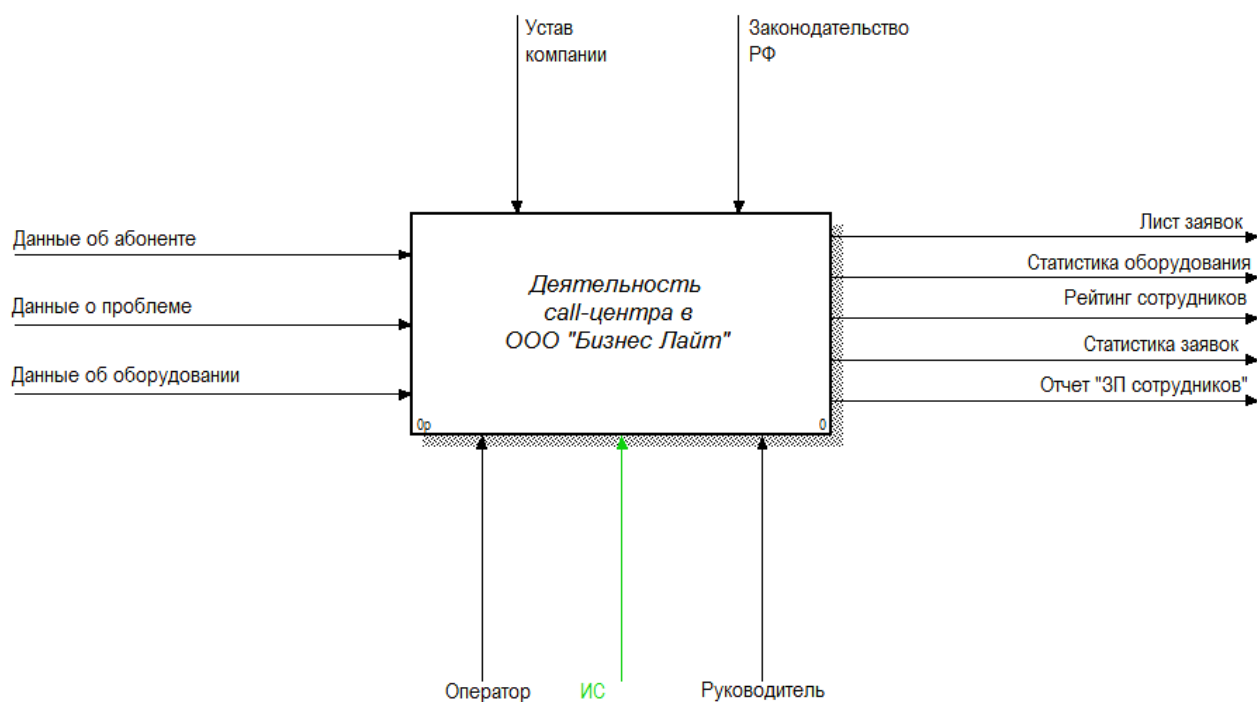 Устав
компании
Законодательство
РФ
Данные об абоненте
Данные о проблеме
Данные об оборудовании
Деятельность
call-центра в
ООО "Бизнес Лайт"
0р
0
Лист заявок
Статистика оборудования
Рейтинг сотрудников
Статистика заявок
Отчет "ЗП сотрудников"
Оператор
ИС
Руководитель